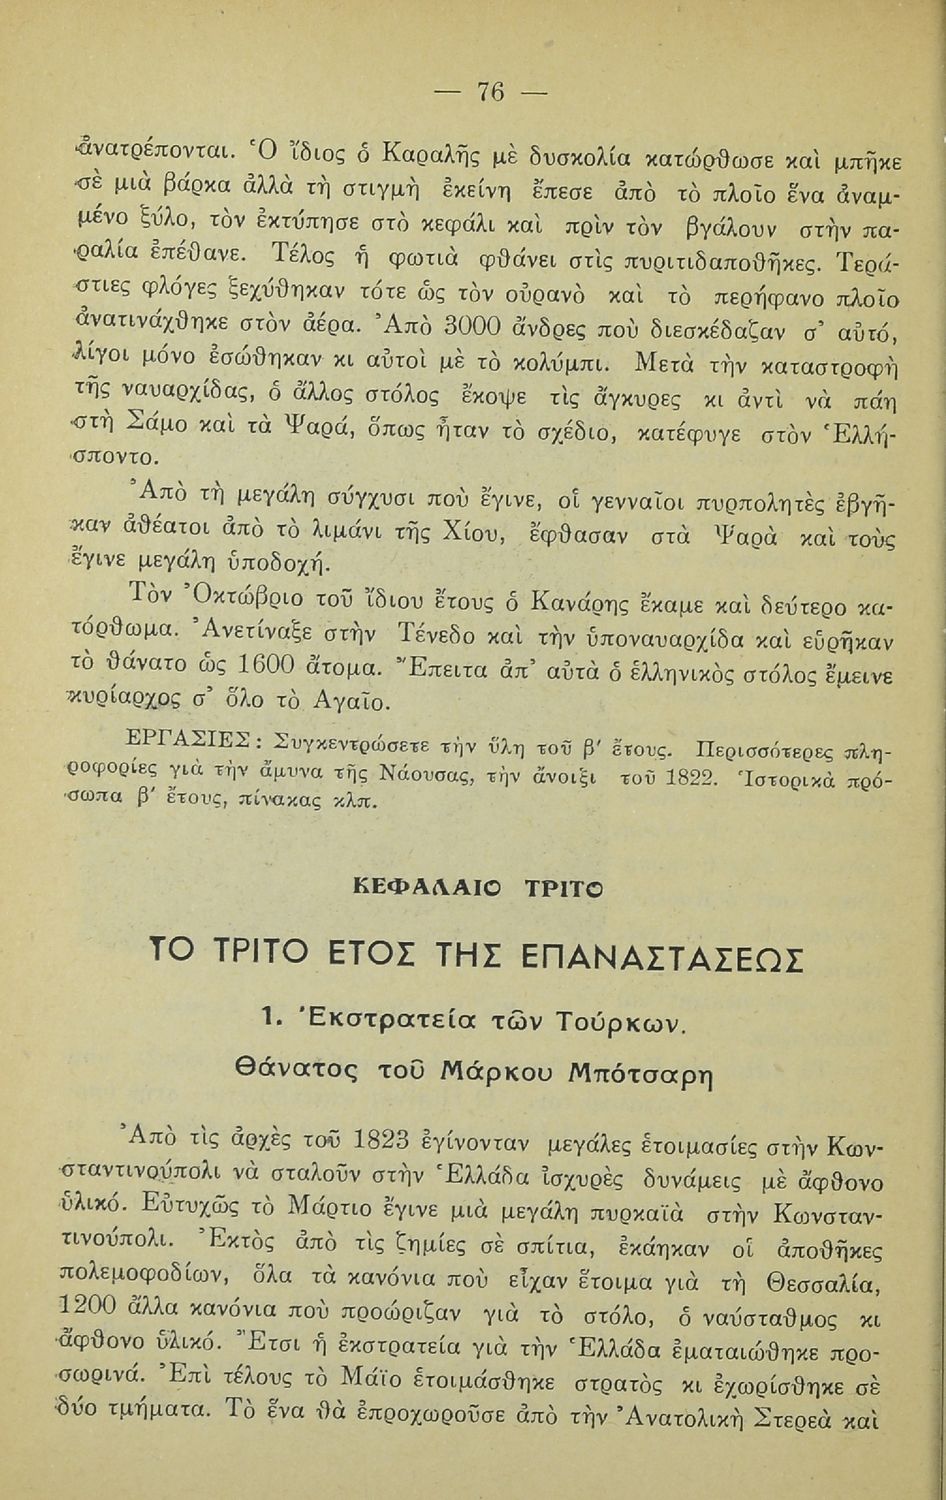 — 76 —
ἀνατρέπονται. Ὁ ἴδιος ὁ Καραλῆς μὲ δυσκολία κατώρθωσε καὶ μπῆκε
σὲ μιὰ βάρκα ἀλλὰ τὴ στιγμὴ ἐκείνη ἔπεσε ἀπὸ τὸ πλοῖο ἕνα ἀναμ-
μένο ξύλο, τὸν ἐκτύπησε στὸ κεφάλι καὶ πρὶν τὸν βγάλουν στὴν πα-
ραλία ἐπέθανε. Τέλος ἡ φωτιὰ φθάνει στὶς πυριτιδαποθῆκες. Τερά-
στιες φλόγες ξεχύθηκαν τότε ὡς τὸν οὐρανὸ καὶ τὸ περήφανο πλοῖο
ἀνατινάχθηκε στὸν ἀέρα. Ἀπὸ 3000 ἄνδρες ποὺ διεσκέδαζαν σ' αὐτό,
λίγοι μόνο ἐσώθηκαν κι αὐτοὶ μὲ τὸ κολύμπι. Μετὰ τὴν καταστροφὴ
τῆς ναυαρχίδας, ὁ ἄλλος στόλος ἔκοψε τὶς ἄγκυρες κι ἀντὶ νὰ πάη
στὴ Σάμο καὶ τὰ Ψαρά, ὅπως ἦταν τὸ σχέδιο, κατέφυγε στὸν Ἑλλή-
σποντο.
Ἀπὸ τὴ μεγάλη σύγχυσι ποὺ ἔγινε, οἱ γενναῖοι πυρπολητὲς ἐβγῆ-
καν ἀθέατοι ἀπὸ τὸ λιμάνι τῆς Χίου, ἔφθασαν στὰ Ψαρὰ καὶ τοὺς
ἔγινε μεγάλη ὑποδοχή.
Τὸν Ὀκτώβριο τοῦ ἴδιου ἔτους ὁ Κανάρης ἔκαμε καὶ δεύτερο κα-
τόρθωμα. Ἀνετίναξε στὴν Τένεδο καὶ τὴν ὑποναυαρχίδα καὶ εὑρῆκαν
τὸ θάνατο ὡς 1600 ἄτομα. Ἔπειτα ἀπ' αὐτὰ ὁ ἑλληνικὸς στόλος ἔμεινε
κυρίαρχος σ' ὅλο τὸ Αγαῖο.
ΕΡΓΑΣΙΕΣ : Συγκεντρώσετε τὴν ὕλη τοῦ β' ἔτους. Περισσότερες πλη-
ροφορίες γιὰ τὴν ἄμυνα τῆς Νάουσας, τὴν ἄνοιξι τοῦ 1822. Ἱστορικὰ πρό-
σωπα β' ἔτους, πίνακας κλπ.
ΚΕΦΑΛΑΙΟ ΤΡΙΤΟ
ΤΟ ΤΡΙΤΟ ΕΤΟΣ ΤΗΣ ΕΠΑΝΑΣΤΑΣΕΩΣ
1. Ἐκστρατεία τῶν Τούρκων.
Θάνατος τοῦ Μάρκου Μπότσαρη
Ἀπὸ τὶς ἀρχὲς τοῦ 1823 ἐγίνονταν μεγάλες ἑτοιμασίες στὴν Κων-
σταντινούπολι νὰ σταλοῦν στὴν Ἑλλάδα ἰσχυρὲς δυνάμεις μὲ ἄφθονο
ὑλικό. Εὐτυχῶς τὸ Μάρτιο ἔγινε μιὰ μεγάλη πυρκαϊὰ στὴν Κωνσταν-
τινούπολι. Ἐκτὸς ἀπὸ τὶς ζημίες σὲ σπίτια, ἐκάηκαν οἱ ἀποθῆκες
πολεμοφοδίων, ὅλα τὰ κανόνια ποὺ εἶχαν ἕτοιμα γιὰ τὴ Θεσσαλία,
1200 ἄλλα κανόνια ποὺ προώριζαν γιὰ τὸ στόλο, ὁ ναύσταθμος κι
ἄφθονο ὑλικό. Ἔτσι ἡ ἐκστρατεία γιὰ τὴν Ἑλλάδα ἐματαιώθηκε προ-
σωρινά. Ἐπὶ τέλους τὸ Μάϊο ἑτοιμάσθηκε στρατὸς κι ἐχωρίσθηκε σὲ
δύο τμήματα. Τὸ ἕνα θὰ ἐπροχωροῦσε ἀπὸ τὴν Ἀνατολικὴ Στερεὰ καὶ